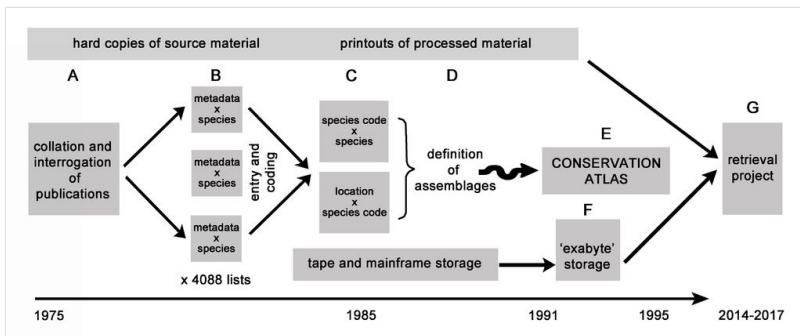 hard copies of source material printouts of processed material
A B C D
collation and
interrogation
of
publications
metadata
x
species
metadata
x
species
metadata
x
species
x 4088 lists
entry and
coding
species code
x
species
location
x
species code
definition
of
assemblages
E
CONSERVATION
ATLAS
F
'exabyte'
storage
tape and mainframe storage
G
retrieval
project
1975 1985 1991 1995 2014-2017